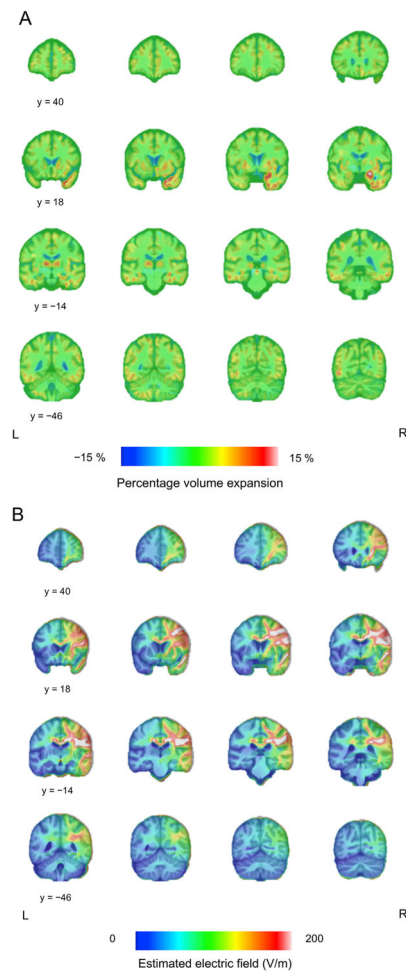 A
y = 40
y = 18
y = −14
y = −46
L
R
−15 %
15 %
Percentage volume expansion
B
y = 40
y = 18
y = −14
y = −46
L
R
0
200
Estimated electric field (V/m)